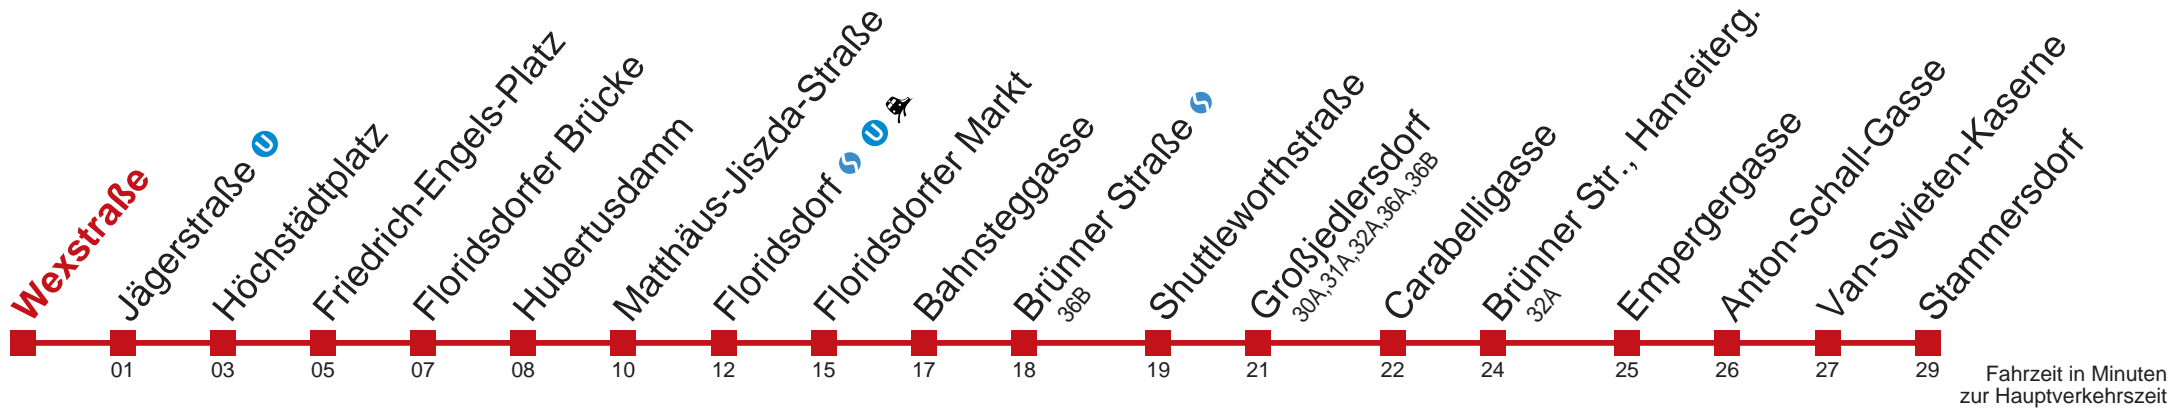 Wexstraße
Jägerstraße U
Höchstädtplatz
Friedrich-Engels-Platz
Floridsdorfer Brücke
Hubertusdamm
Matthäus-Jiszda-Straße
Floridsdorf S U
Floridsdorfer Markt
Bahnsteggasse
Brünner Straße S
36B
Shuttleworthstraße
Großjedlersdorf
30A,31A,32A,36A,36B
Carabelligasse
Brünner Str., Hanreiterg.
32A
Empergergasse
Anton-Schall-Gasse
Van-Swieten-Kaserne
Stammersdorf
01 03 05 07 08 10 12 15 17 18 19 21 22 24 25 26 27 29
Fahrzeit in Minuten
zur Hauptverkehrszeit